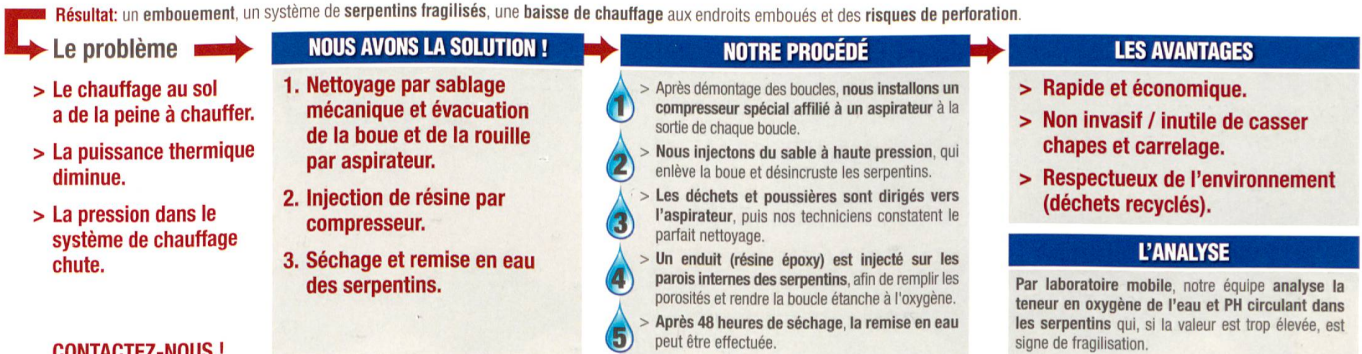 Résultat: un embouement, un système de serpentins fragilisés, une baisse de chauffage aux endroits emboués et des risques de perforation.
Le problème
> Le chauffage au sol
a de la peine à chauffer.
> La puissance thermique
diminue.
> La pression dans le
système de chauffage
chute.
CONTACTEZ-NOUS !
NOUS AVONS LA SOLUTION !
1. Nettoyage par sablage
mécanique et évacuation
de la boue et de la rouille
par aspirateur.
2. Injection de résine par
compresseur.
3. Séchage et remise en eau
des serpentins.
NOTRE PROCÉDÉ
1 > Après démontage des boucles, nous installons un
compresseur spécial affilié à un aspirateur à la
sortie de chaque boucle.
2 > Nous injectons du sable à haute pression, qui
enlève la boue et désincruste les serpentins.
3 > Les déchets et poussières sont dirigés vers
l'aspirateur, puis nos techniciens constatent le
parfait nettoyage.
4 > Un enduit (résine époxy) est injecté sur les
parois internes des serpentins, afin de remplir les
porosités et rendre la boucle étanche à l'oxygène.
5 > Après 48 heures de séchage, la remise en eau
peut être effectuée.
LES AVANTAGES
> Rapide et économique.
> Non invasif / inutile de casser
chapes et carrelage.
> Respectueux de l'environnement
(déchets recyclés).
L'ANALYSE
Par laboratoire mobile, notre équipe analyse la
teneur en oxygène de l'eau et PH circulant dans
les serpentins qui, si la valeur est trop élevée, est
signe de fragilisation.